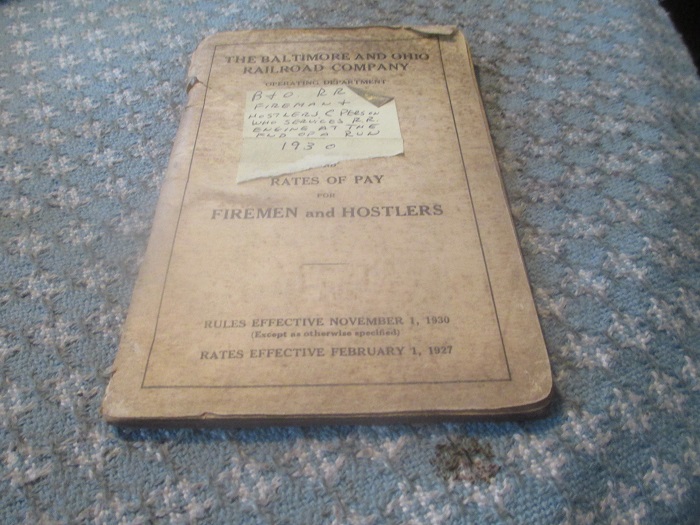 THE BALTIMORE AND OHIO
RAILROAD COMPANY
OPERATING DEPARTMENT
B & O RR
FIREMAN &
HOSTLERS ( PERSON
WHO SERVICES RR
ENGINE AT THE
END OF A RUN
1930
RATES OF PAY
FOR
FIREMEN and HOSTLERS
RULES EFFECTIVE NOVEMBER 1, 1930
(Except as otherwise specified)
RATES EFFECTIVE FEBRUARY 1, 1927